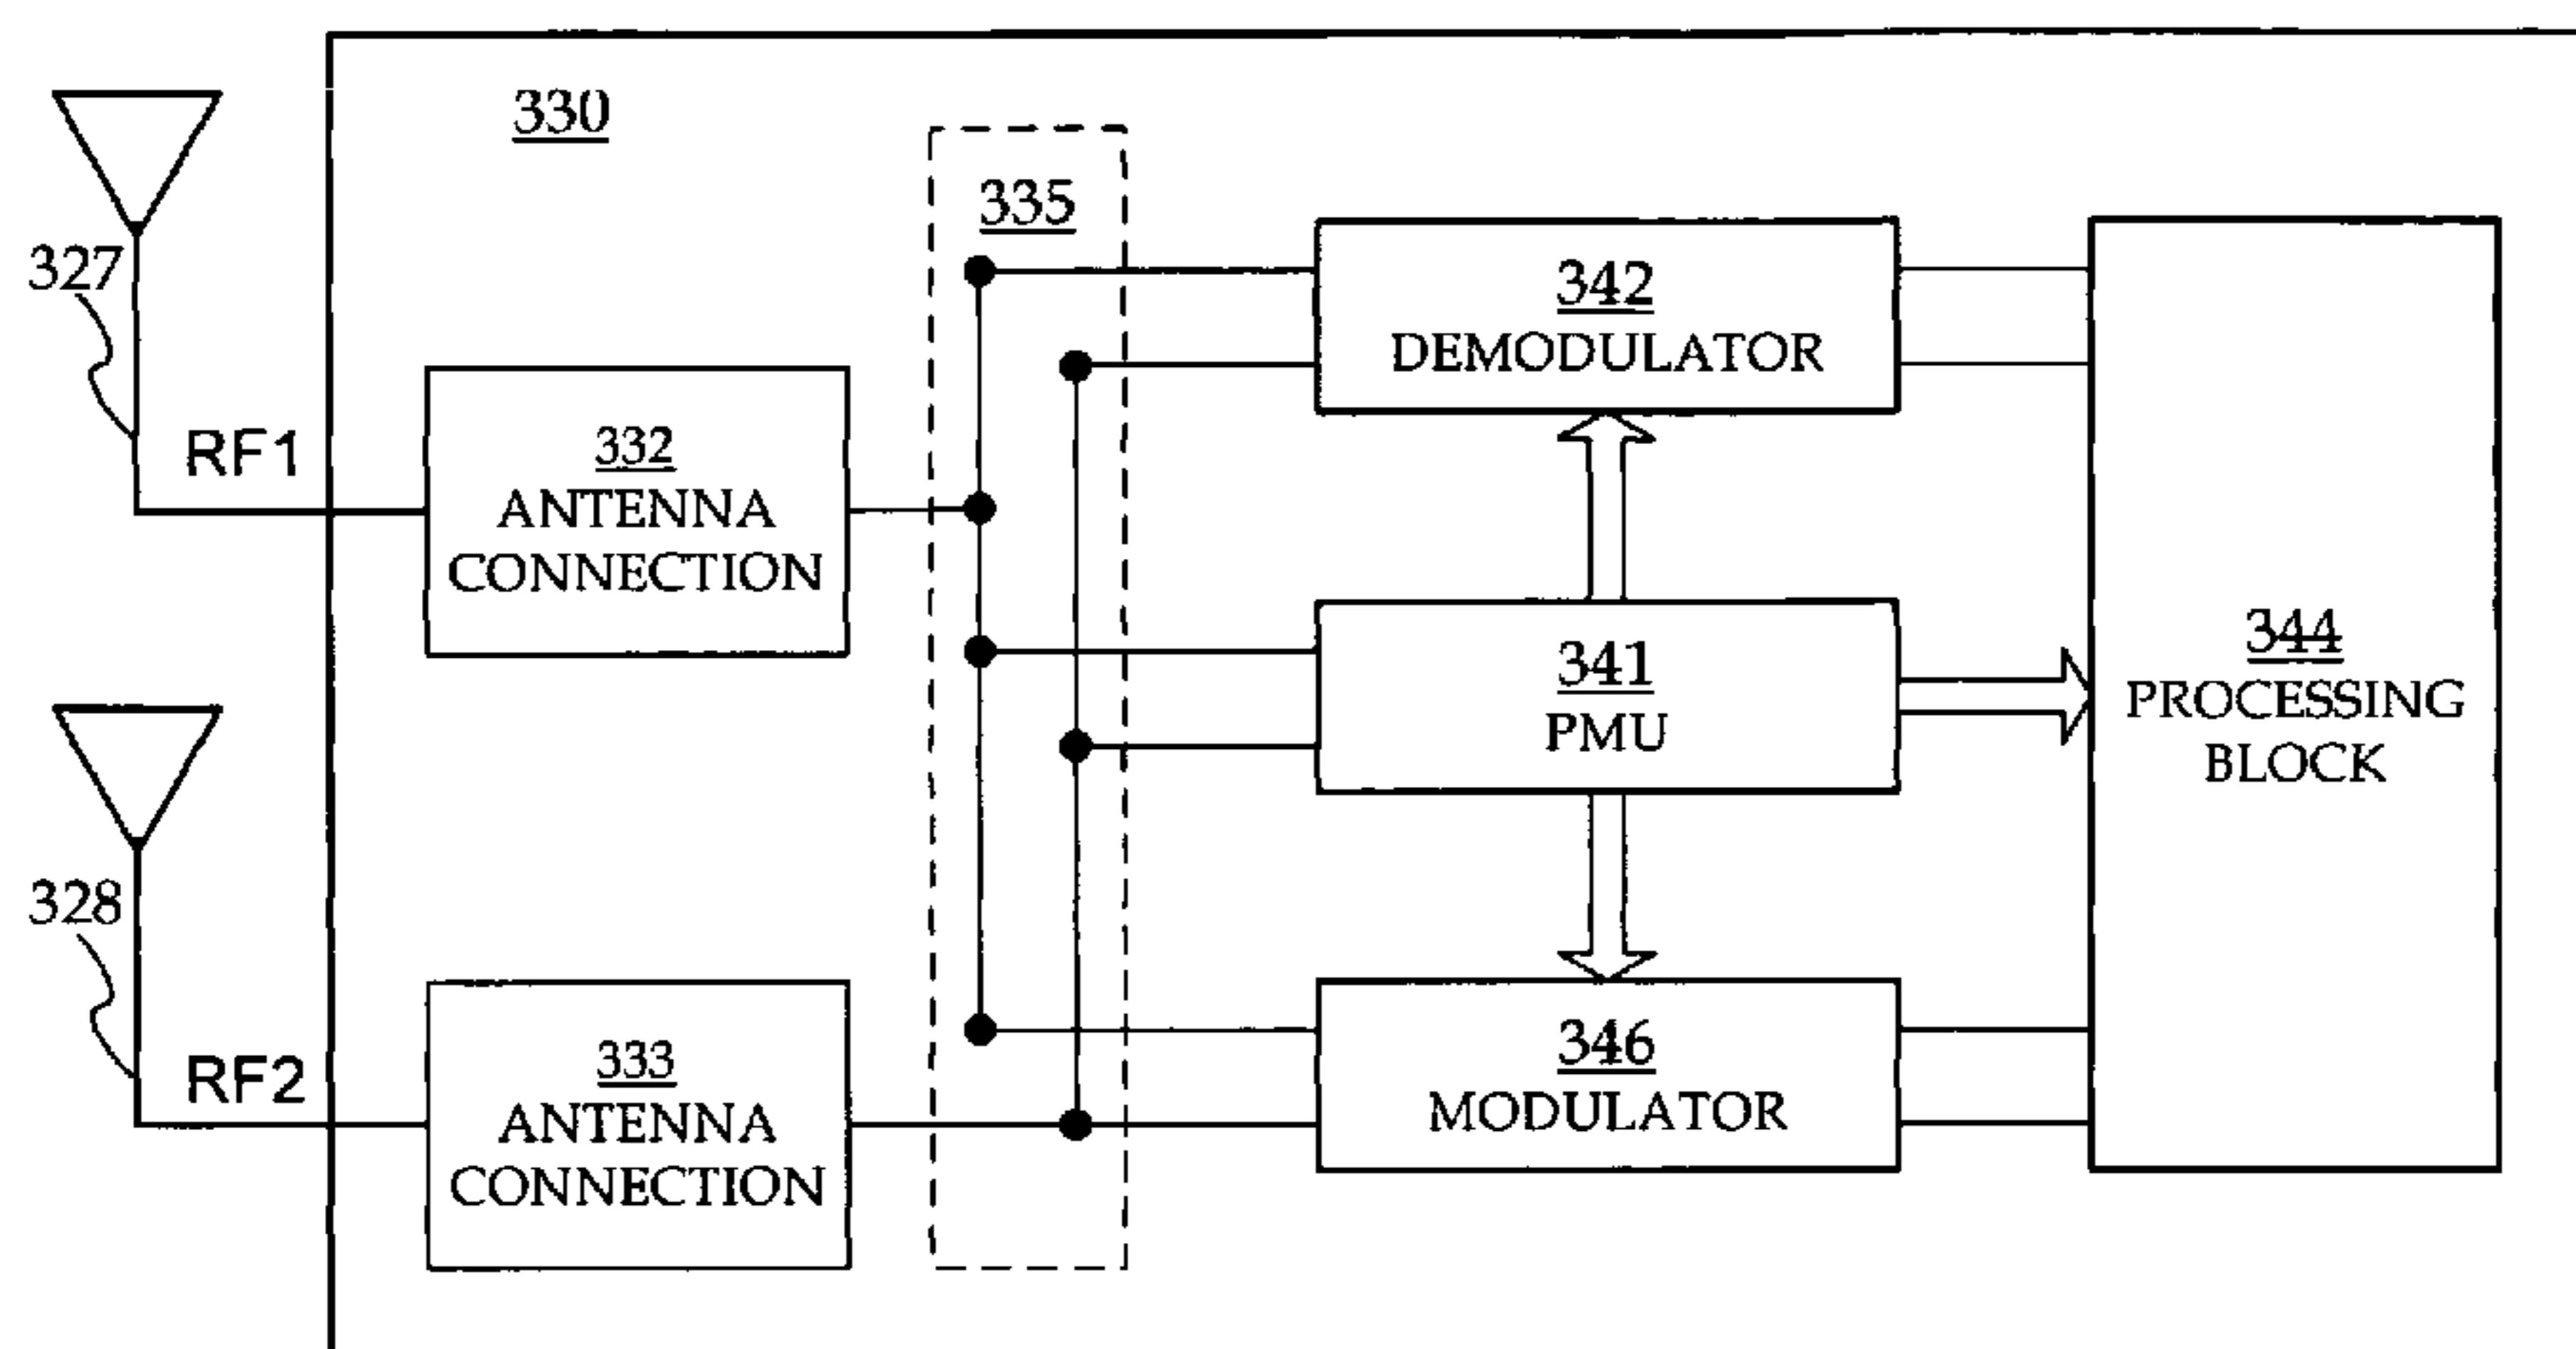 330
335
327
RF1
332
ANTENNA
CONNECTION
342
DEMODULATOR
341
PMU
344
PROCESSING
BLOCK
328
RF2
333
ANTENNA
CONNECTION
346
MODULATOR